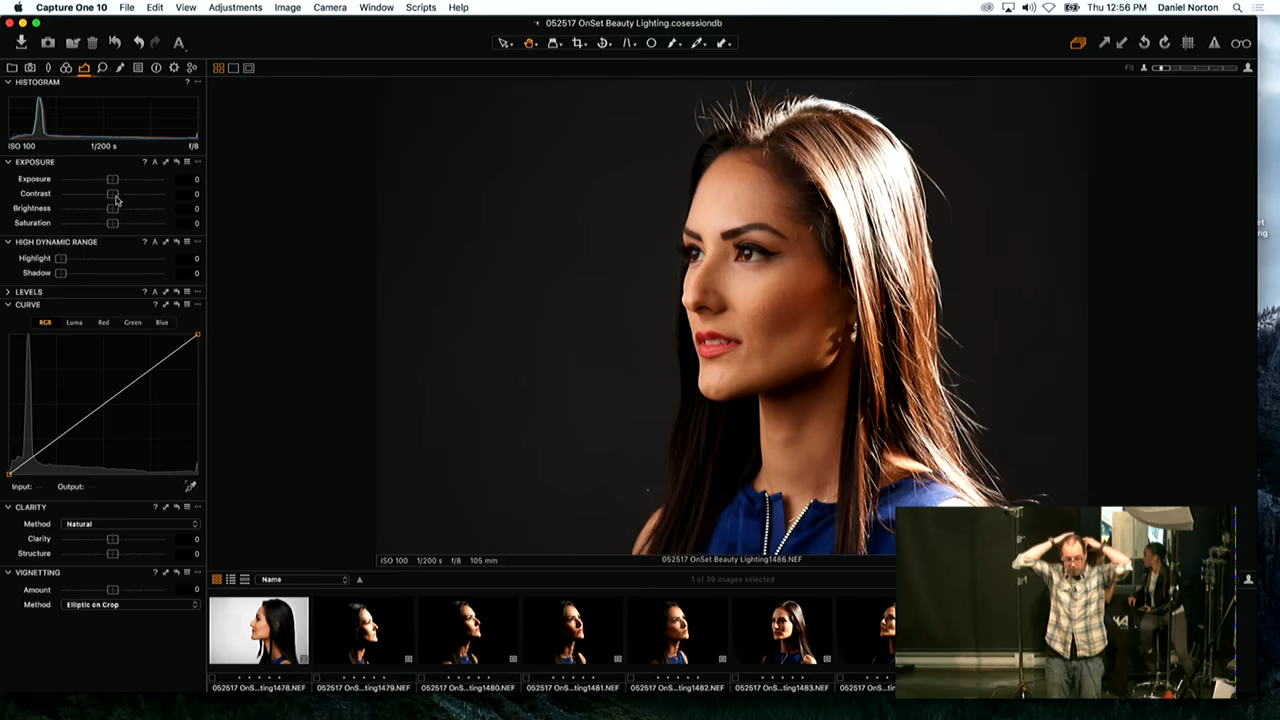 Capture One 10 File Edit View Adjustments Image Camera Window Scripts Help Thu 12:56 PM Daniel Norton
052517 OnSet Beauty Lighting.cosessiondb
HISTOGRAM ?
Fit
ISO 100 1/200 s f/8
EXPOSURE ? A
Exposure 0
Contrast 0
Brightness 0
Saturation 0
HIGH DYNAMIC RANGE ? A
Highlight 0
Shadow 0
LEVELS ? A
CURVE ?
RGB Luma Red Green Blue
Input: -- Output: --
CLARITY ?
Method Natural
Clarity 0
Structure 0
VIGNETTING ?
Amount 0
Method Elliptic on Crop
ISO 100 1/200 s f/8 105 mm 052517 OnSet Beauty Lighting1486.NEF
Name 1 of 39 images selected
052517 OnS...ting1478.NEF 052517 OnS...ting1479.NEF 052517 OnS...ting1480.NEF 052517 OnS...ting1481.NEF 052517 OnS...ting1482.NEF 052517 OnS...ting1483.NEF